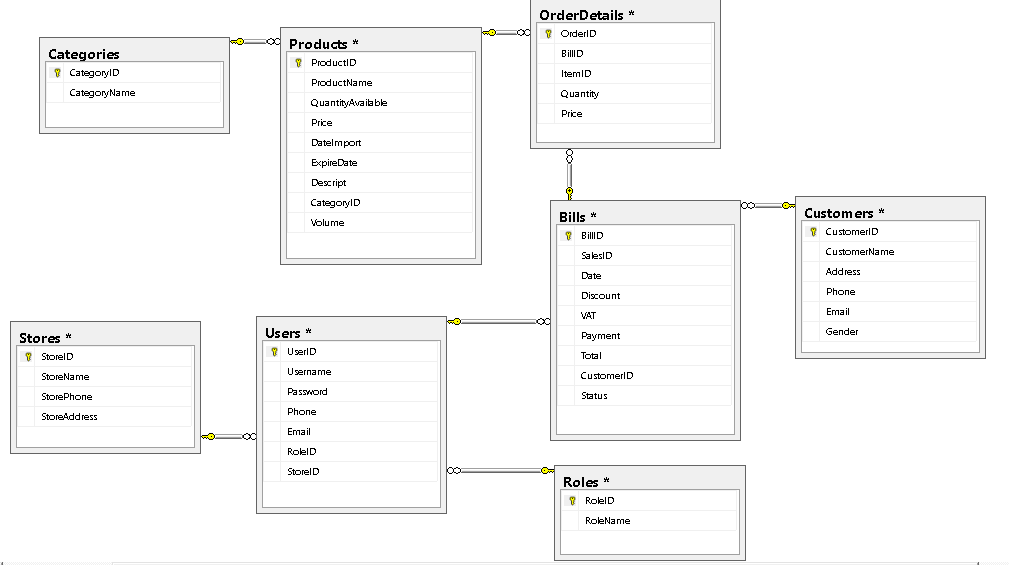 Categories
CategoryID
CategoryName
Products *
ProductID
ProductName
QuantityAvailable
Price
DateImport
ExpireDate
Descript
CategoryID
Volume
OrderDetails *
OrderID
BillID
ItemID
Quantity
Price
Bills *
BillID
SalesID
Date
Discount
VAT
Payment
Total
CustomerID
Status
Customers *
CustomerID
CustomerName
Address
Phone
Email
Gender
Stores *
StoreID
StoreName
StorePhone
StoreAddress
Users *
UserID
Username
Password
Phone
Email
RoleID
StoreID
Roles *
RoleID
RoleName